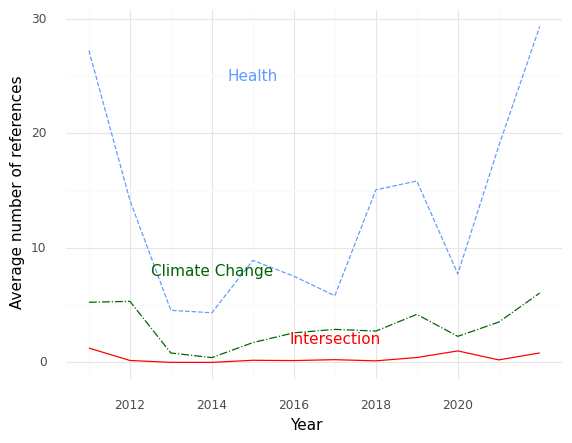 30
20
10
0
Average number of references
Health
Climate Change
Intersection
2012 2014 2016 2018 2020
Year